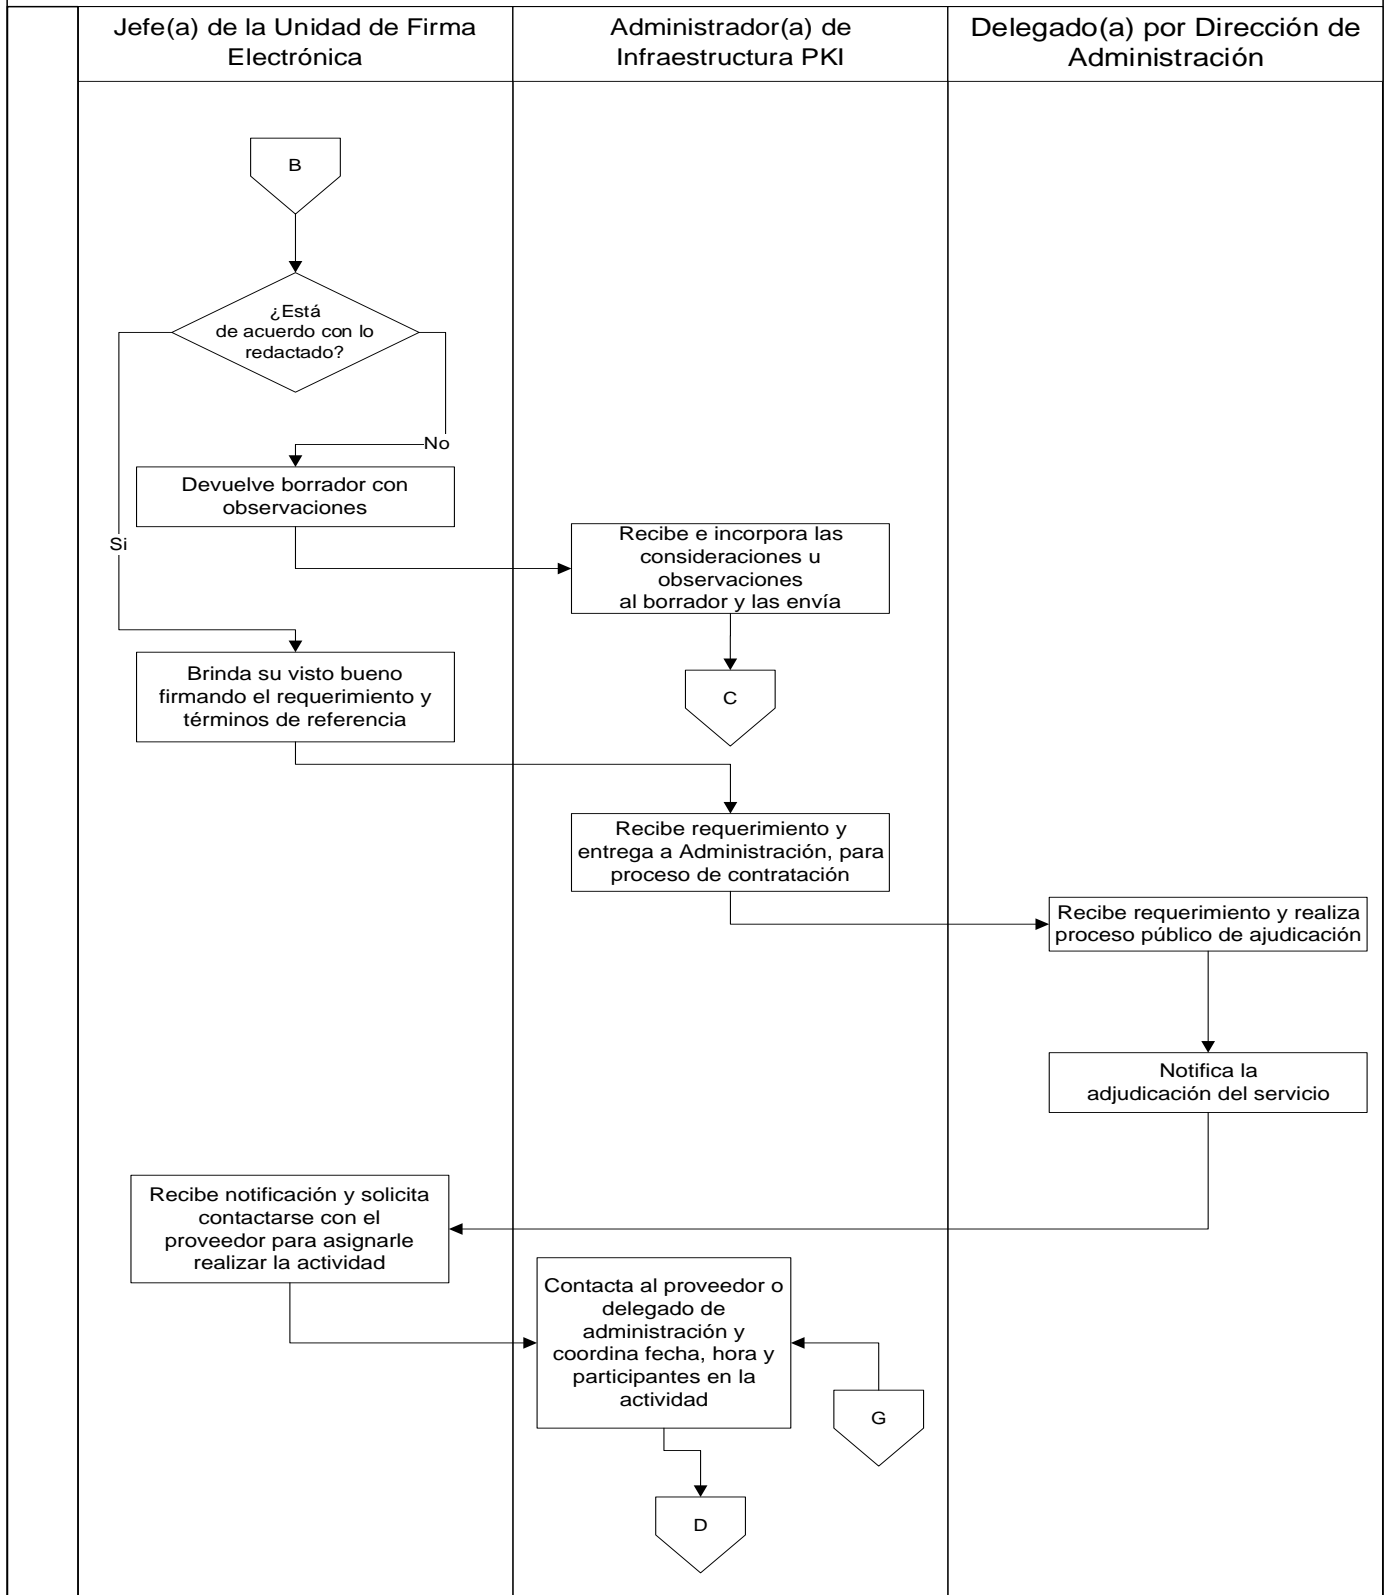 Jefe(a) de la Unidad de Firma
Electrónica
Administrador(a) de
Infraestructura PKI
Delegado(a) por Dirección de
Administración
B
¿Está
de acuerdo con lo
redactado?
No
Devuelve borrador con
observaciones
Si
Recibe e incorpora las
consideraciones u
observaciones
al borrador y las envía
Brinda su visto bueno
firmando el requerimiento y
términos de referencia
C
Recibe requerimiento y
entrega a Administración, para
proceso de contratación
Recibe requerimiento y realiza
proceso público de ajudicación
Notifica la
adjudicación del servicio
Recibe notificación y solicita
contactarse con el
proveedor para asignarle
realizar la actividad
Contacta al proveedor o
delegado de
administración y
coordina fecha, hora y
participantes en la
actividad
G
D